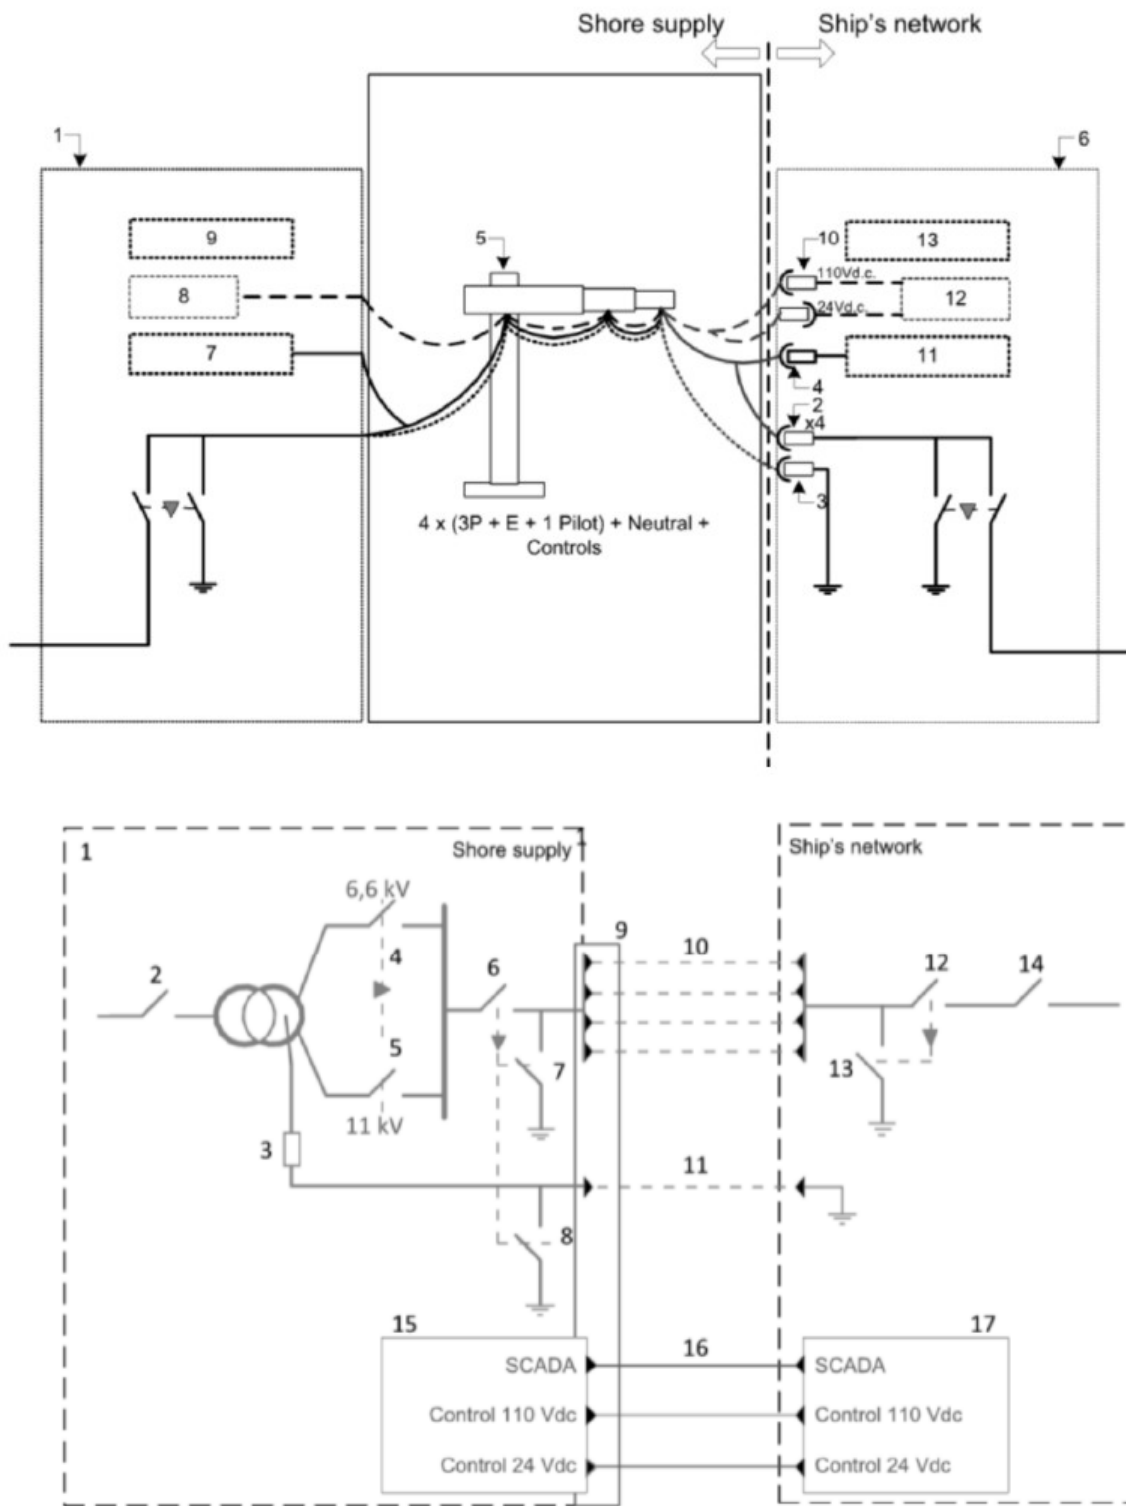 Shore supply Ship's network
1
6
9
5
10
13
110Vd.c.
8
12
24Vd.c.
7
11
4
2
x4
3
4 x (3P + E + 1 Pilot) + Neutral +
Controls
1
Shore supply
1
Ship's network
6,6 kV
9
10
2
4
6
12
14
5
7
13
11 kV
3
11
8
15
16
17
SCADA
SCADA
Control 110 Vdc
Control 110 Vdc
Control 24 Vdc
Control 24 Vdc